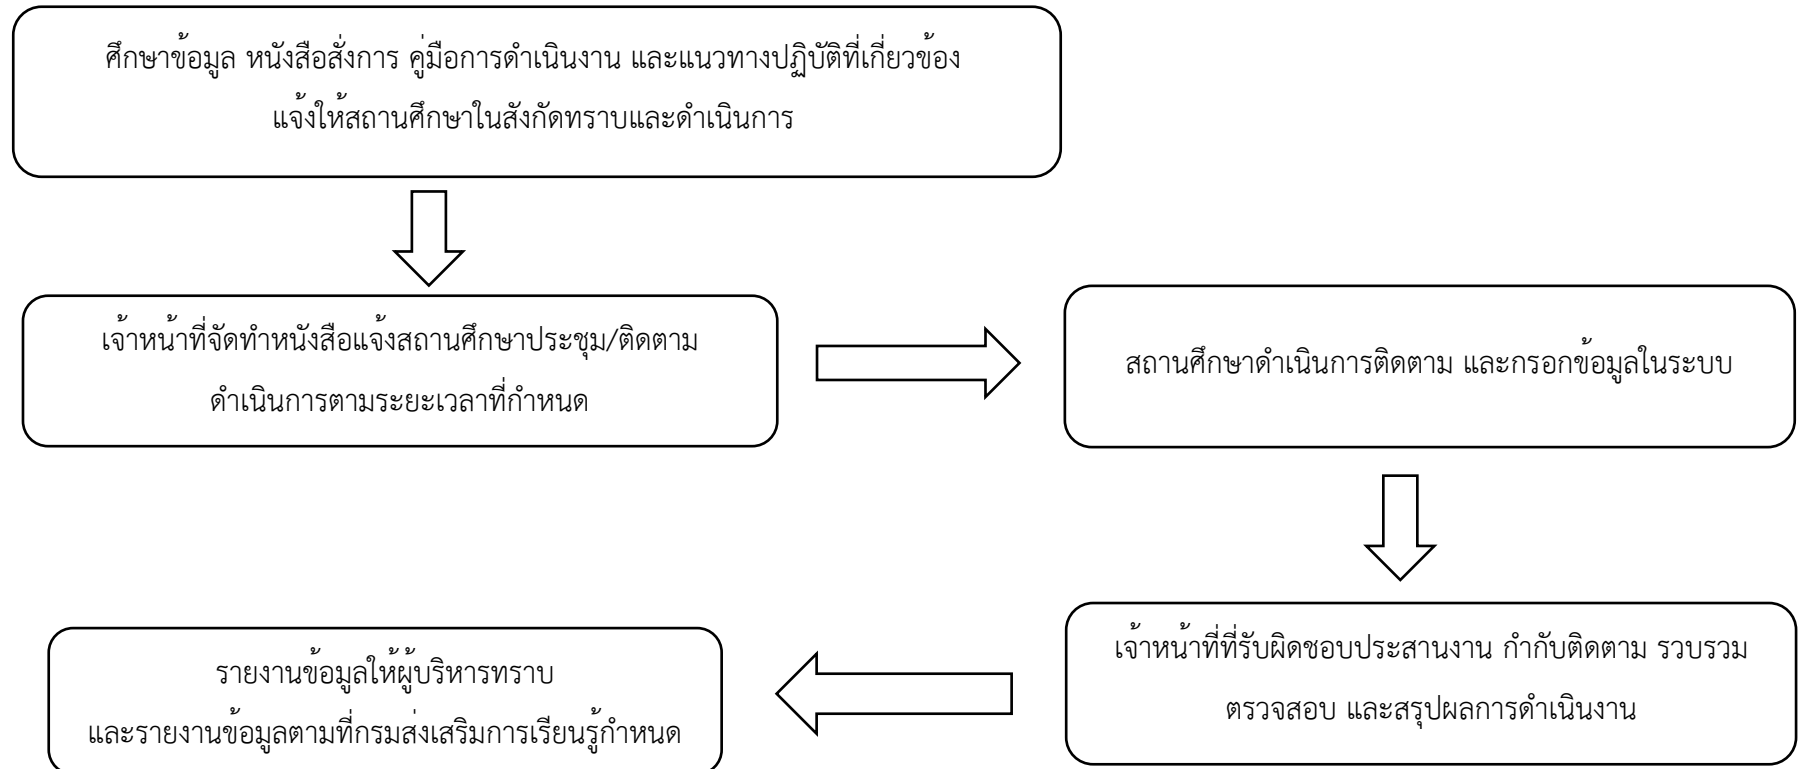 ศึกษาข้อมูล หนังสือสั่งการ คู่มือการดำเนินงาน และแนวทางปฏิบัติที่เกี่ยวข้อง
แจ้งให้สถานศึกษาในสังกัดทราบและดำเนินการ
เจ้าหน้าที่จัดทำหนังสือแจ้งสถานศึกษาประชุม/ติดตาม
ดำเนินการตามระยะเวลาที่กำหนด
สถานศึกษาดำเนินการติดตาม และกรอกข้อมูลในระบบ
เจ้าหน้าที่ที่รับผิดชอบประสานงาน กำกับติดตาม รวบรวม
ตรวจสอบ และสรุปผลการดำเนินงาน
รายงานข้อมูลให้ผู้บริหารทราบ
และรายงานข้อมูลตามที่กรมส่งเสริมการเรียนรู้กำหนด